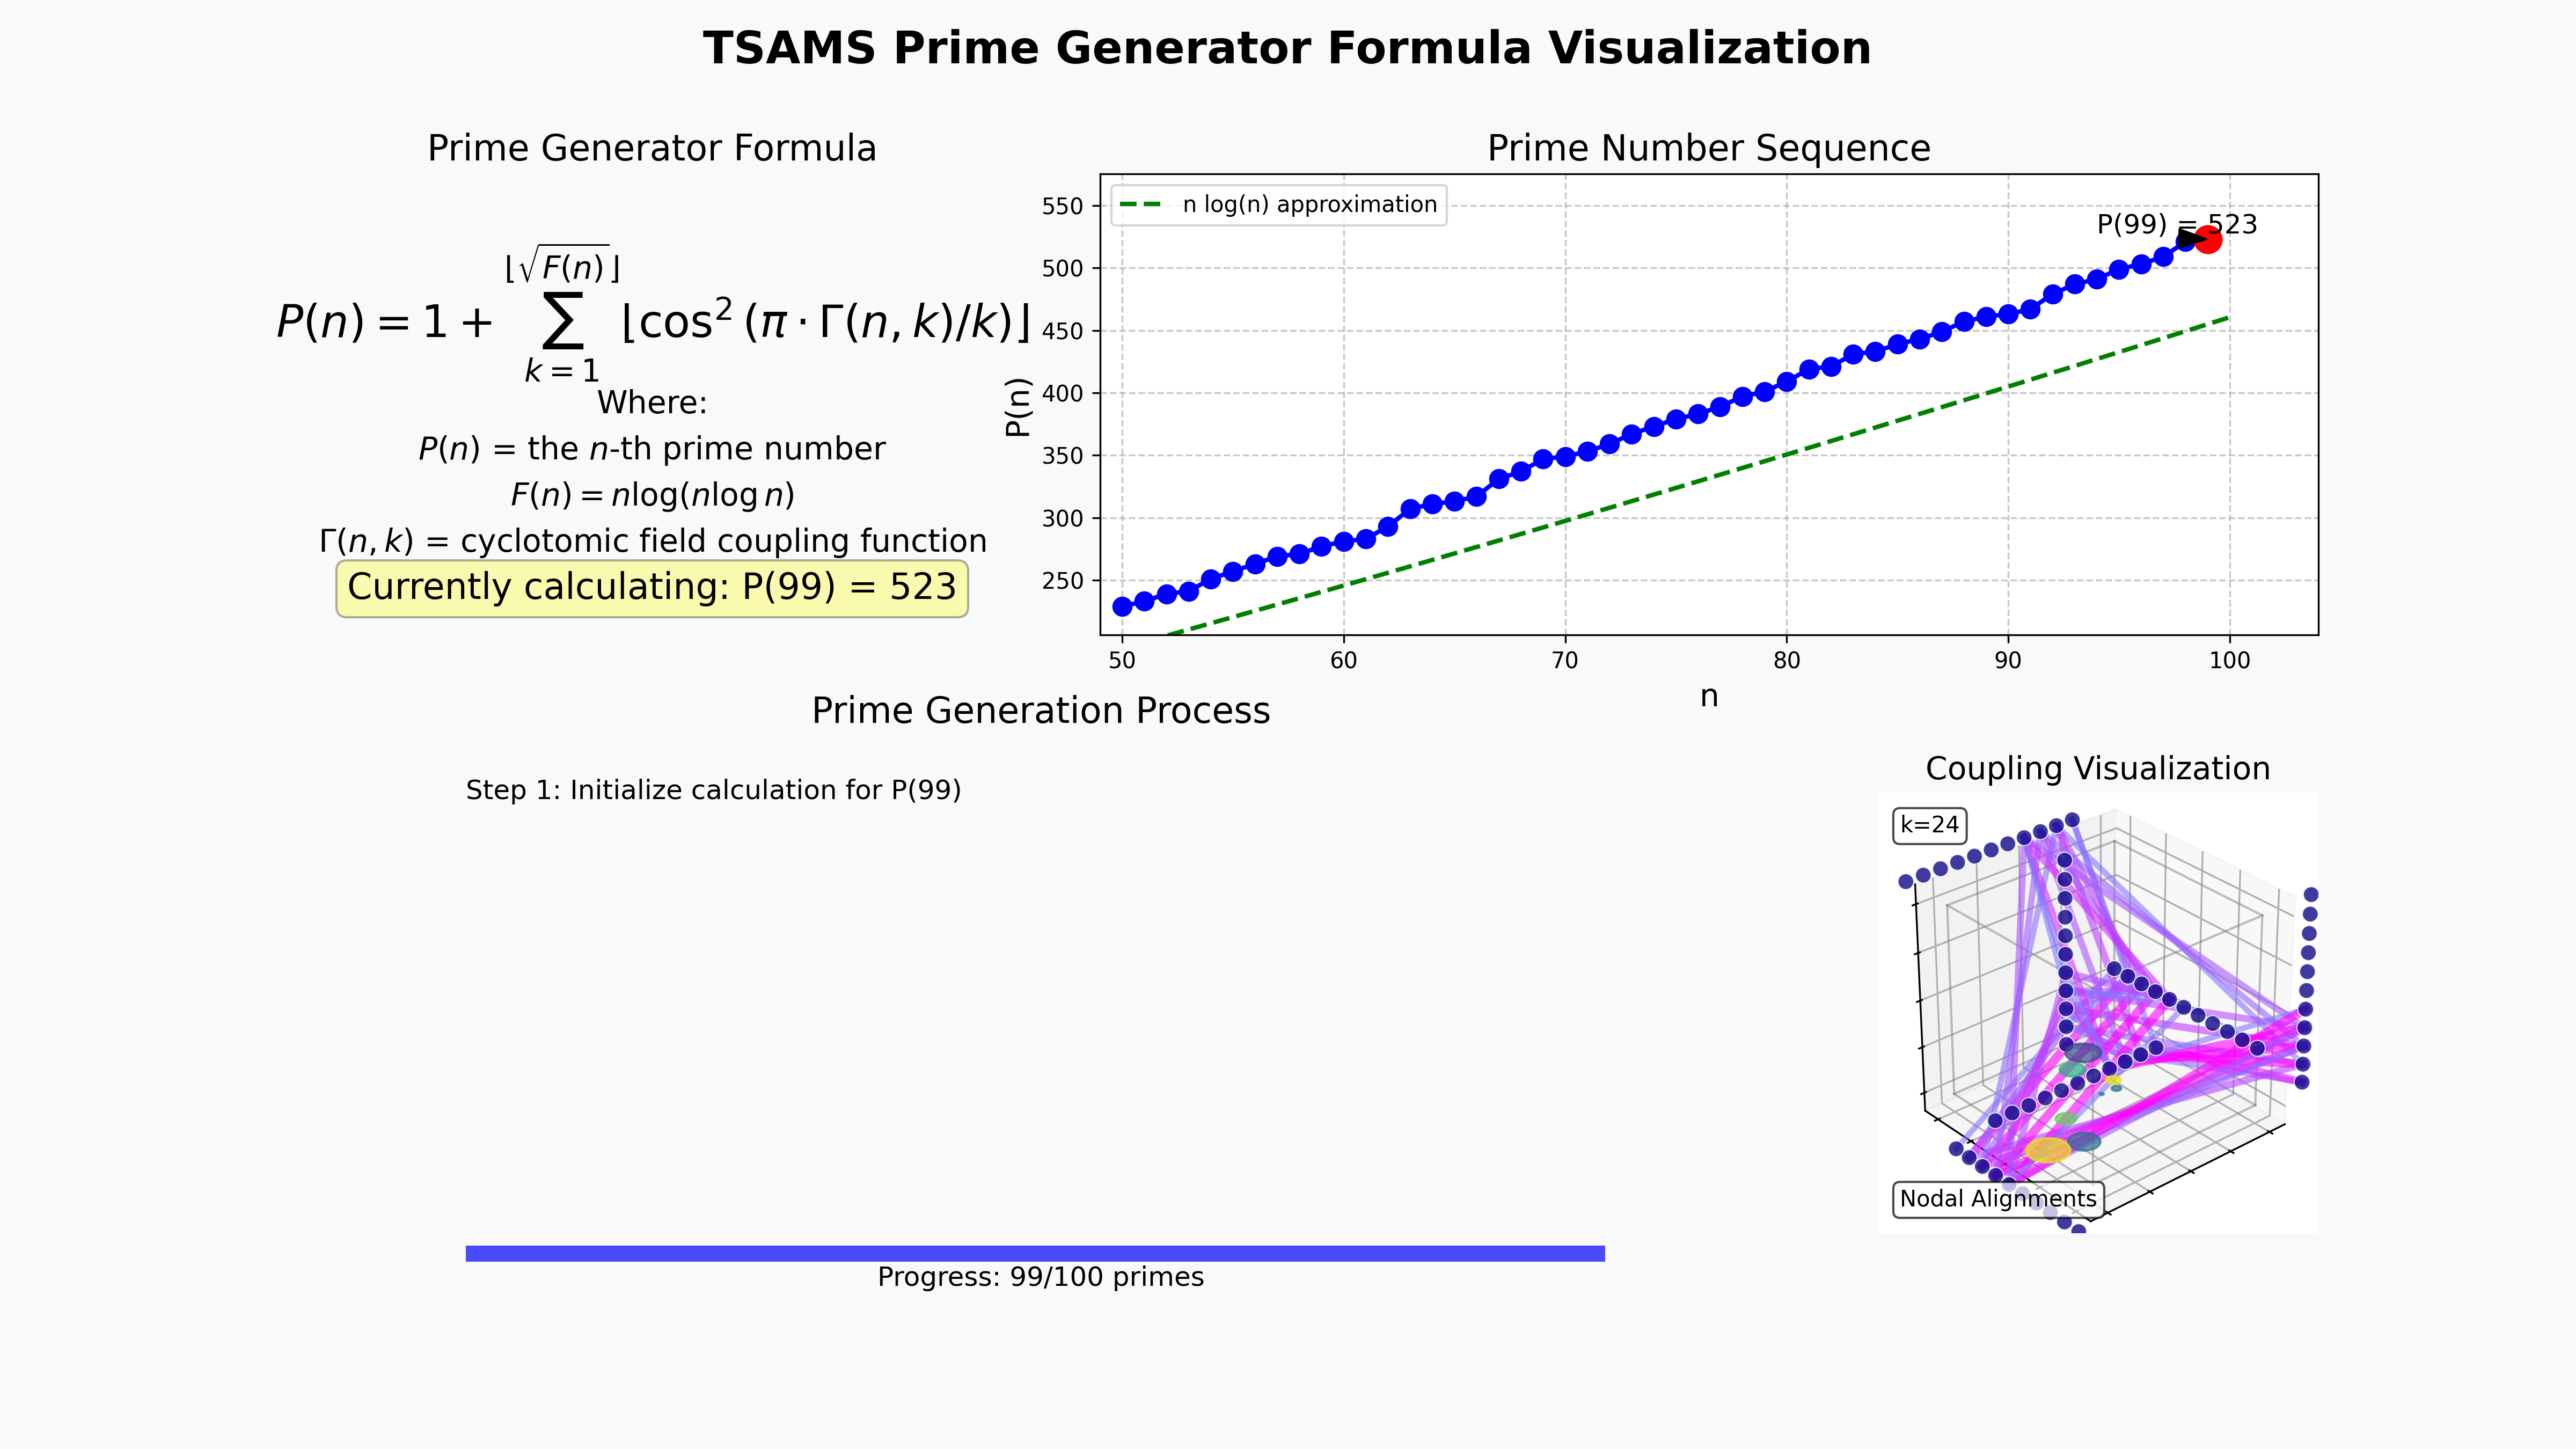 TSAMS Prime Generator Formula Visualization
Prime Generator Formula
P(n) = 1 + ∑_{k = 1}^{⌊√F(n)⌋} ⌊cos² (π · Γ(n, k)/k)⌋
Where:
P(n) = the n-th prime number
F(n) = n log(n log n)
Γ(n, k) = cyclotomic field coupling function
Currently calculating: P(99) = 523
Prime Number Sequence
n log(n) approximation
P(99) = 523
P(n)
550
500
450
400
350
300
250
50 60 70 80 90 100
n
Prime Generation Process
Step 1: Initialize calculation for P(99)
Coupling Visualization
k=24
Nodal Alignments
Progress: 99/100 primes